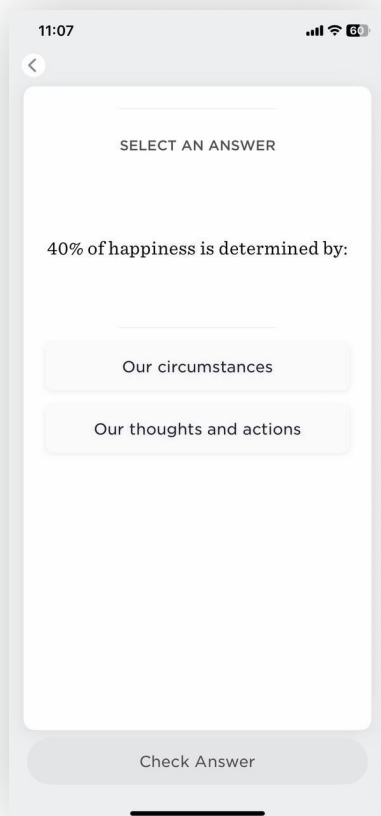 11:07
60
SELECT AN ANSWER
40% of happiness is determined by:
Our circumstances
Our thoughts and actions
Check Answer